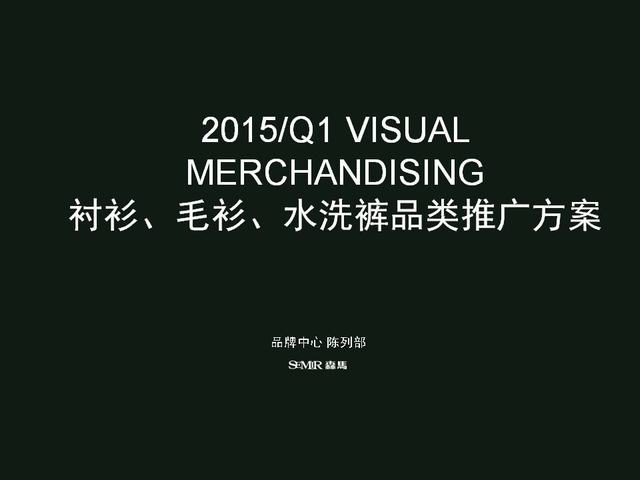 2015/Q1 VISUAL
MERCHANDISING
衬衫、毛衫、水洗裤品类推广方案
品牌中心 陈列部
SEMIR 森馬